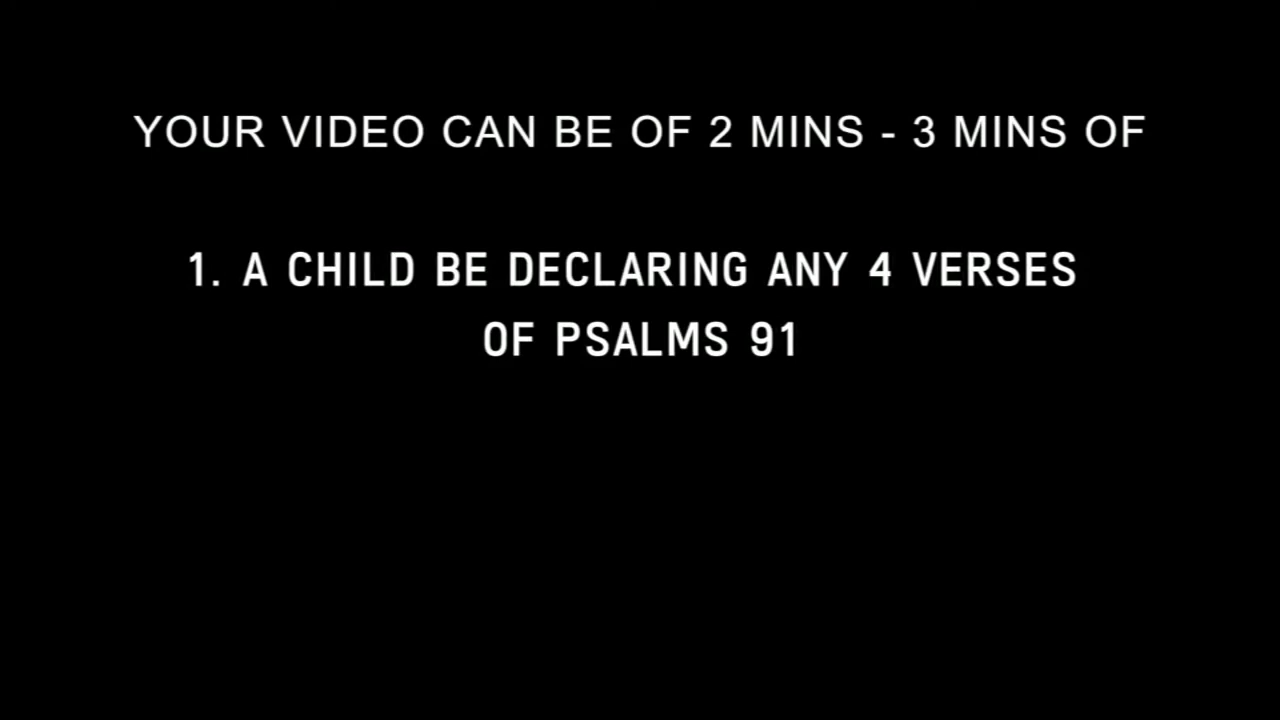 YOUR VIDEO CAN BE OF 2 MINS - 3 MINS OF
1. A CHILD BE DECLARING ANY 4 VERSES
OF PSALMS 91